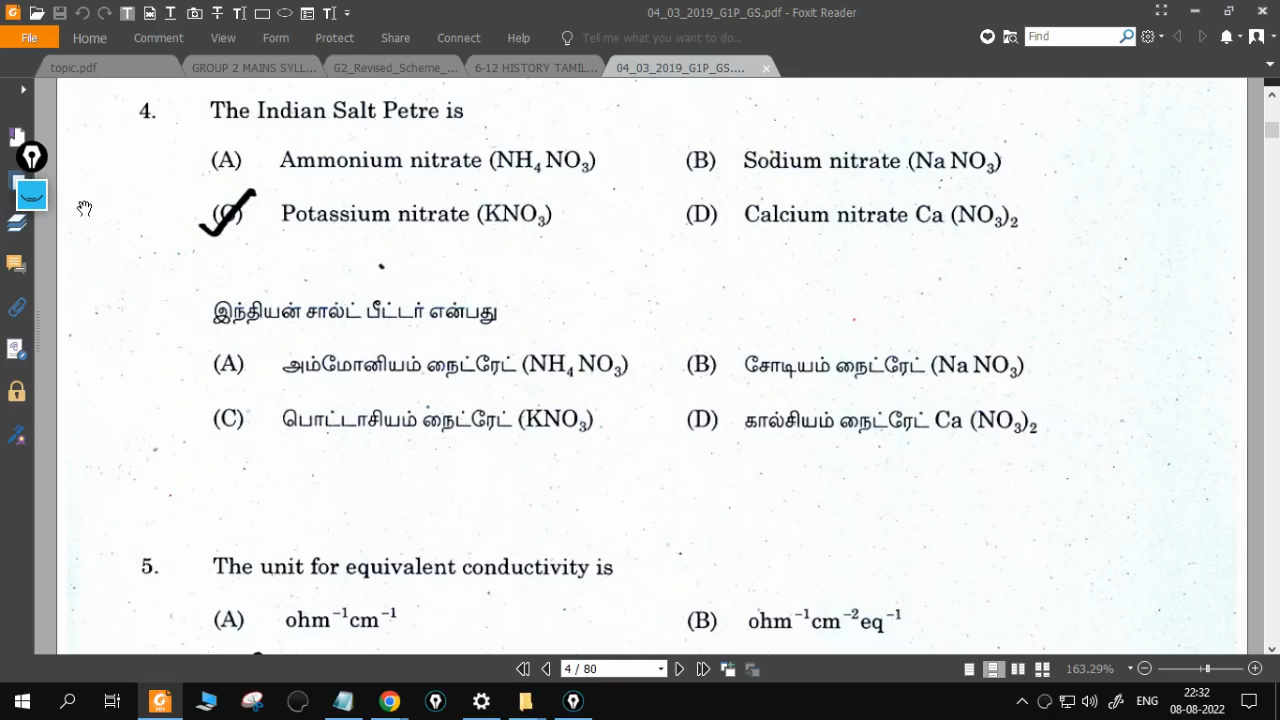 04_03_2019_G1P_GS.pdf - Foxit Reader
File Home Comment View Form Protect Share Connect Help Tell me what you want to do.. Find
topic.pdf GROUP 2 MAINS SYLL... G2_Revised_Scheme_... 6-12 HISTORY TAMIL... 04_03_2019_G1P_GS....
4. The Indian Salt Petre is
(A) Ammonium nitrate (NH₄ NO₃) (B) Sodium nitrate (Na NO₃)
(C) Potassium nitrate (KNO₃) (D) Calcium nitrate Ca (NO₃)₂
இந்தியன் சால்ட் பீட்டர் என்பது
(A) அம்மோனியம் நைட்ரேட் (NH₄ NO₃) (B) சோடியம் நைட்ரேட் (Na NO₃)
(C) பொட்டாசியம் நைட்ரேட் (KNO₃) (D) கால்சியம் நைட்ரேட் Ca (NO₃)₂
5. The unit for equivalent conductivity is
(A) ohm⁻¹cm⁻¹ (B) ohm⁻¹cm⁻²eq⁻¹
4 / 80 163.29%
ENG 22:32
08-08-2022